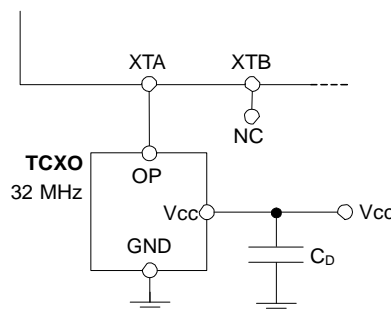 XTA XTB
NC
TCXO
32 MHz
OP
Vcc
Vcc
GND
CD